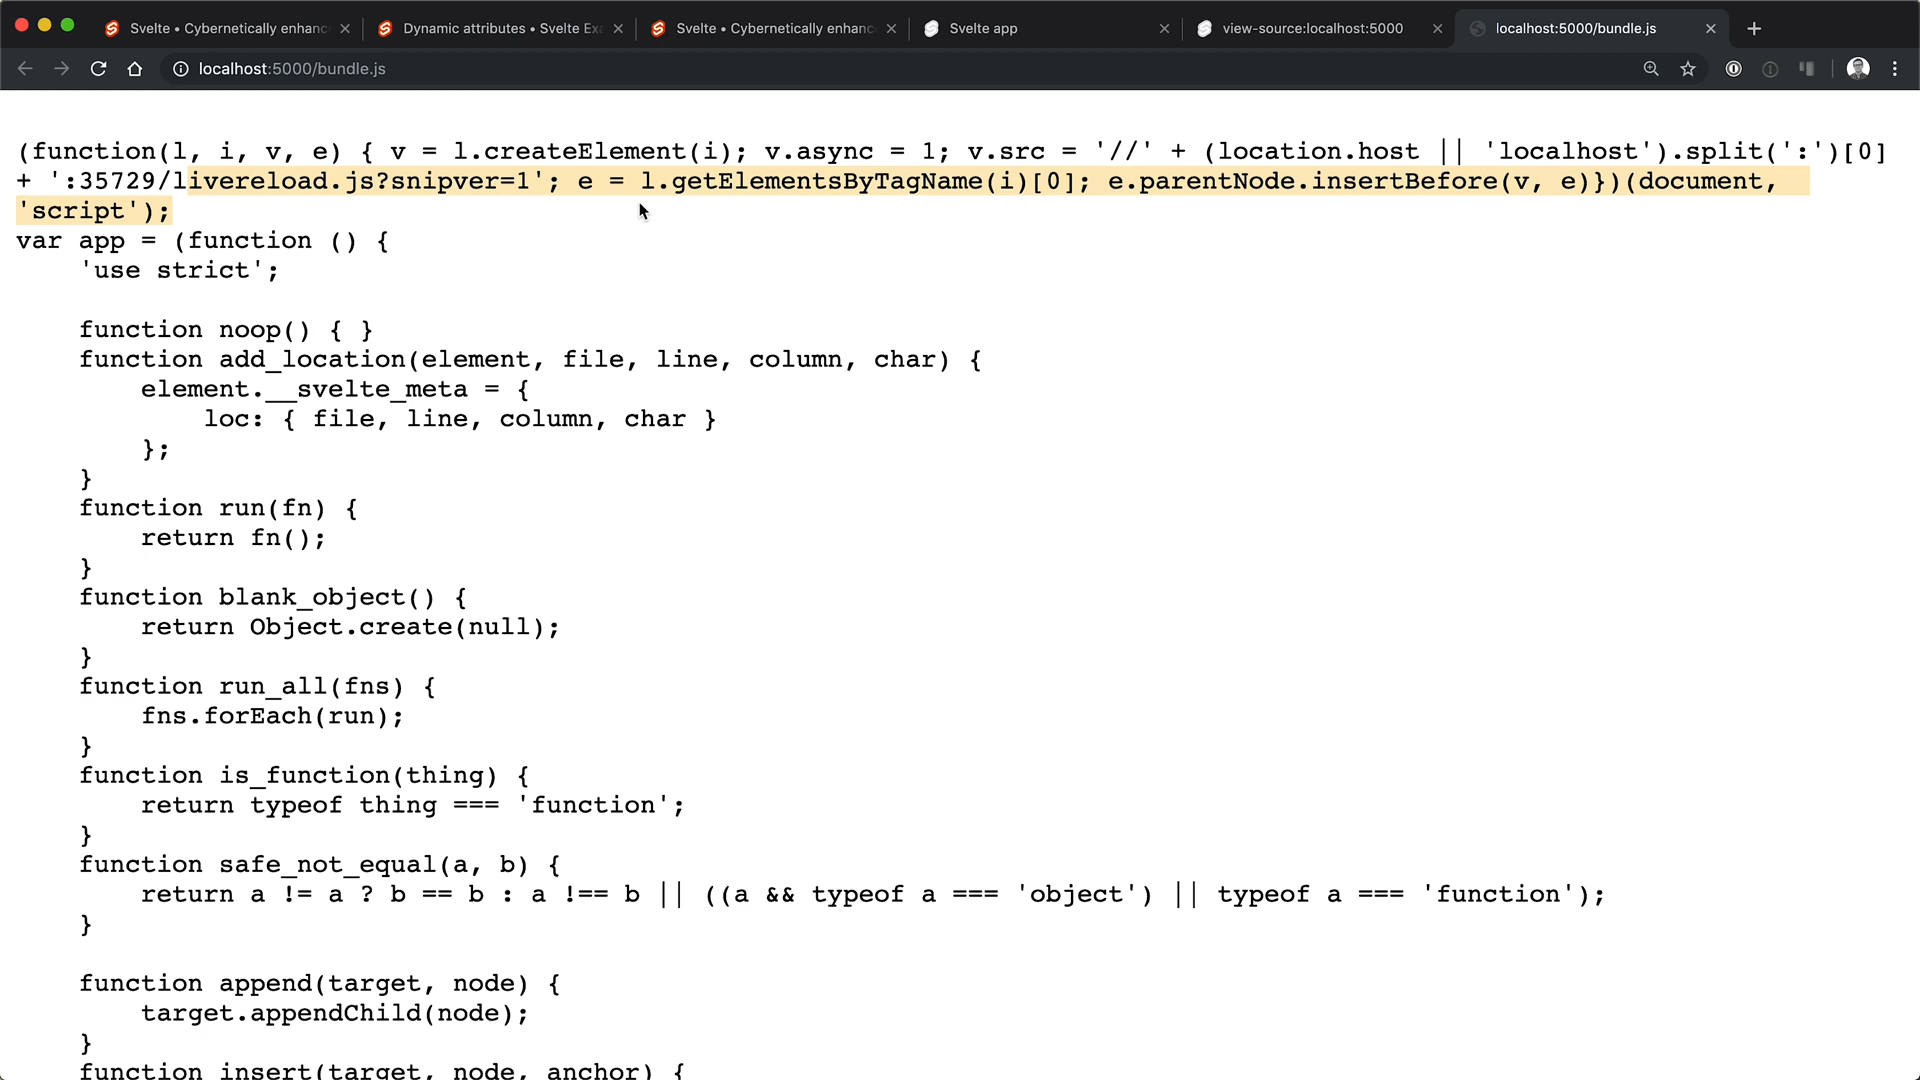 Svelte • Cybernetically enhanc
Dynamic attributes • Svelte Exa
Svelte • Cybernetically enhanc
Svelte app
view-source:localhost:5000
localhost:5000/bundle.js
localhost:5000/bundle.js
(function(l, i, v, e) { v = l.createElement(i); v.async = 1; v.src = '//' + (location.host || 'localhost').split(':')[0]
+ ':35729/livereload.js?snipver=1'; e = l.getElementsByTagName(i)[0]; e.parentNode.insertBefore(v, e)})(document,
'script');
var app = (function () {
    'use strict';

    function noop() { }
    function add_location(element, file, line, column, char) {
        element.__svelte_meta = {
            loc: { file, line, column, char }
        };
    }
    function run(fn) {
        return fn();
    }
    function blank_object() {
        return Object.create(null);
    }
    function run_all(fns) {
        fns.forEach(run);
    }
    function is_function(thing) {
        return typeof thing === 'function';
    }
    function safe_not_equal(a, b) {
        return a != a ? b == b : a !== b || ((a && typeof a === 'object') || typeof a === 'function');
    }

    function append(target, node) {
        target.appendChild(node);
    }
    function insert(target, node, anchor) {